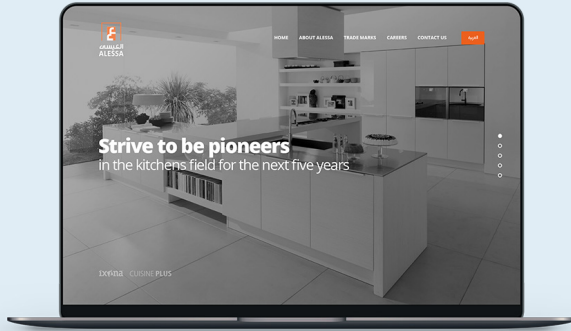 العيسى
ALESSA
HOME ABOUT ALESSA TRADE MARKS CAREERS CONTACT US العربية
Strive to be pioneers
in the kitchens field for the next five years
ixina CUISINE PLUS